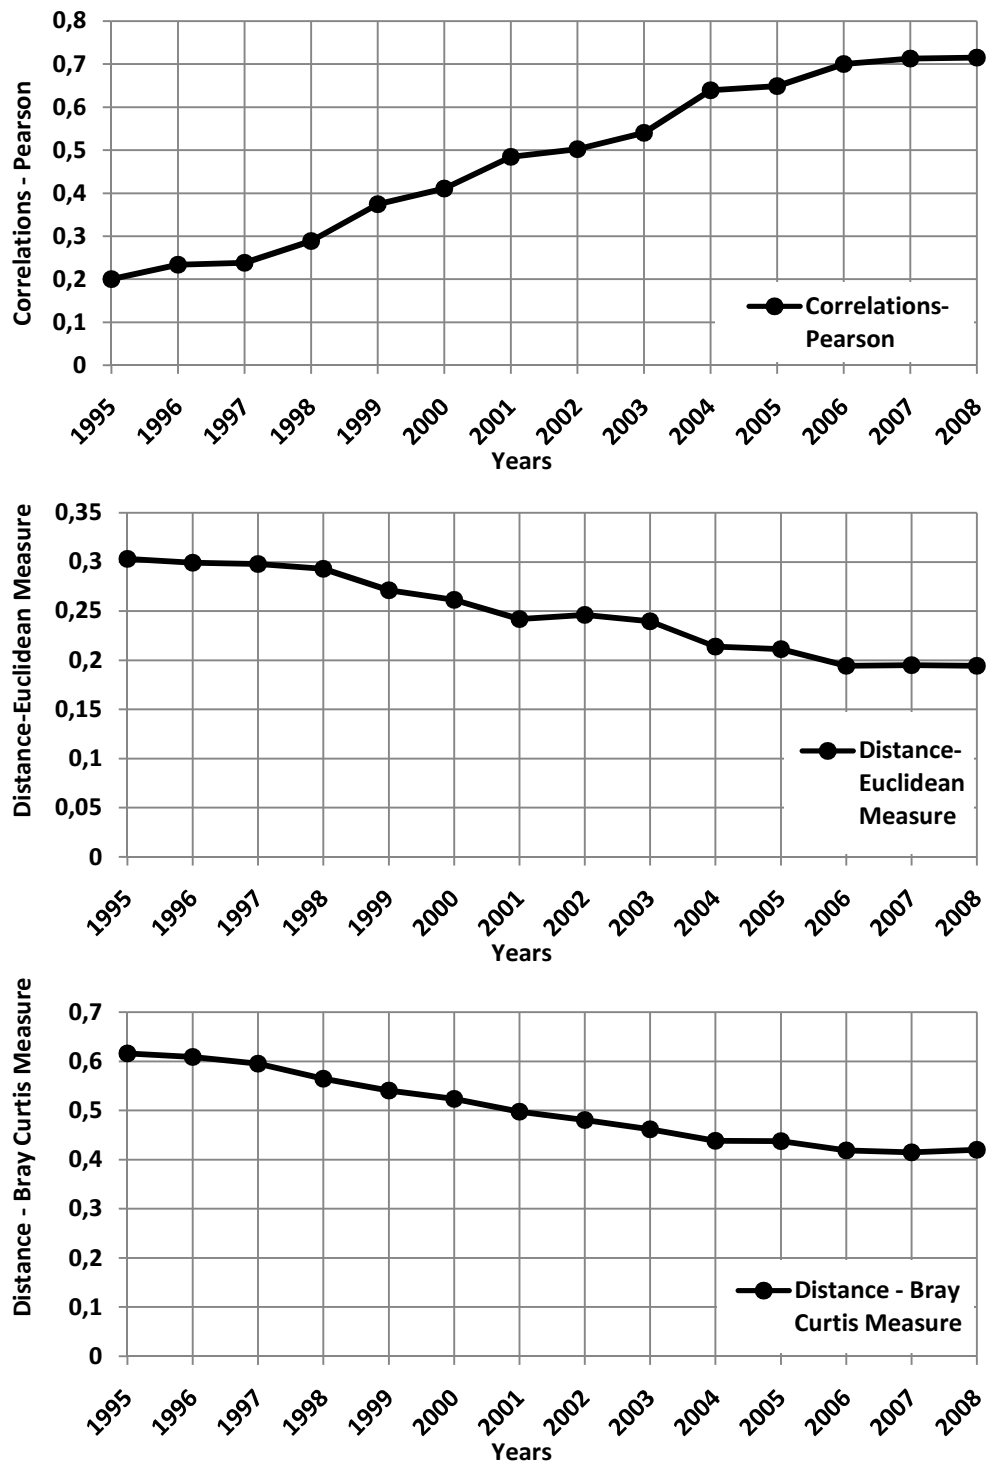 Correlations - Pearson
0,8
0,7
0,6
0,5
0,4
0,3
0,2
0,1
0
Correlations-
Pearson
1995 1996 1997 1998 1999 2000 2001 2002 2003 2004 2005 2006 2007 2008
Years
Distance-Euclidean Measure
0,35
0,3
0,25
0,2
0,15
0,1
0,05
0
Distance-
Euclidean
Measure
1995 1996 1997 1998 1999 2000 2001 2002 2003 2004 2005 2006 2007 2008
Years
Distance - Bray Curtis Measure
0,7
0,6
0,5
0,4
0,3
0,2
0,1
0
Distance - Bray
Curtis Measure
1995 1996 1997 1998 1999 2000 2001 2002 2003 2004 2005 2006 2007 2008
Years